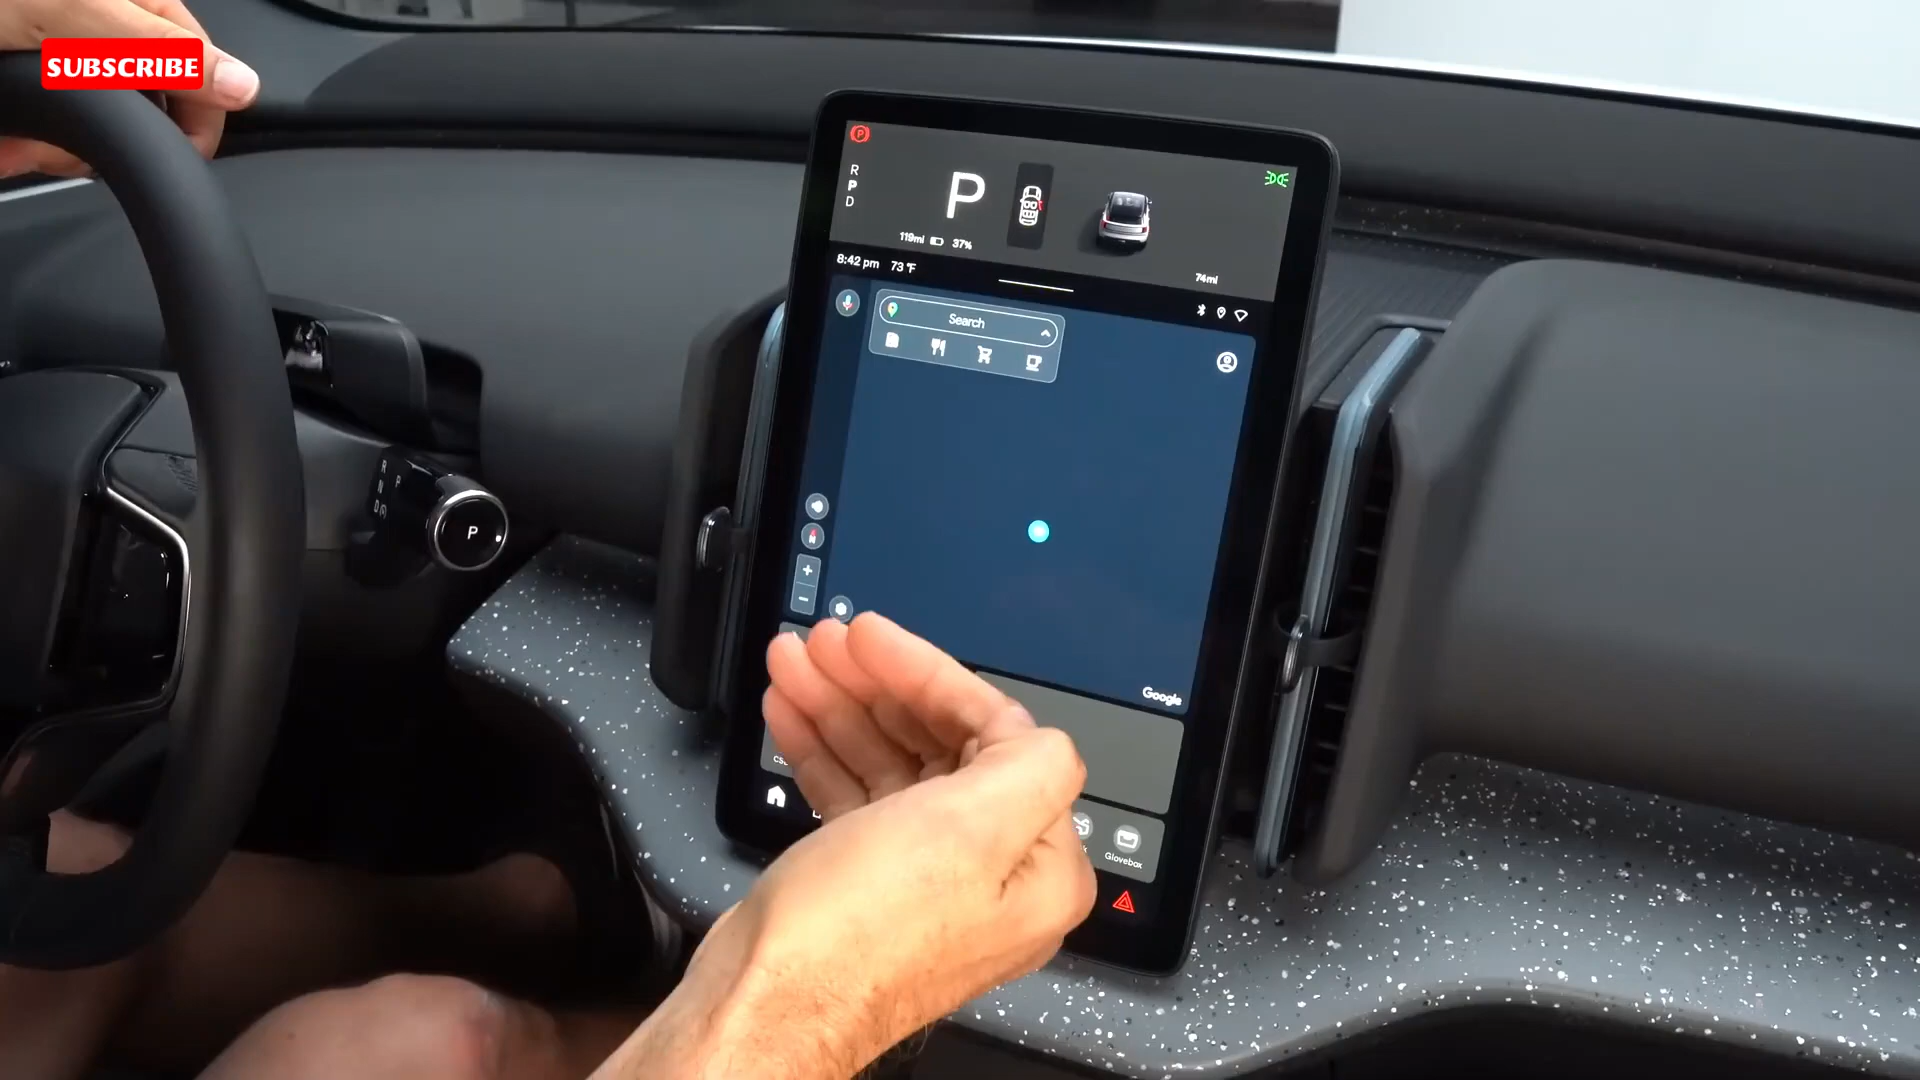 SUBSCRIBE
R
P
D
P
119mi 37%
74mi
8:42 pm 73 °F
Search
N
+
−
Google
Glovebox
R
N
D
P
P